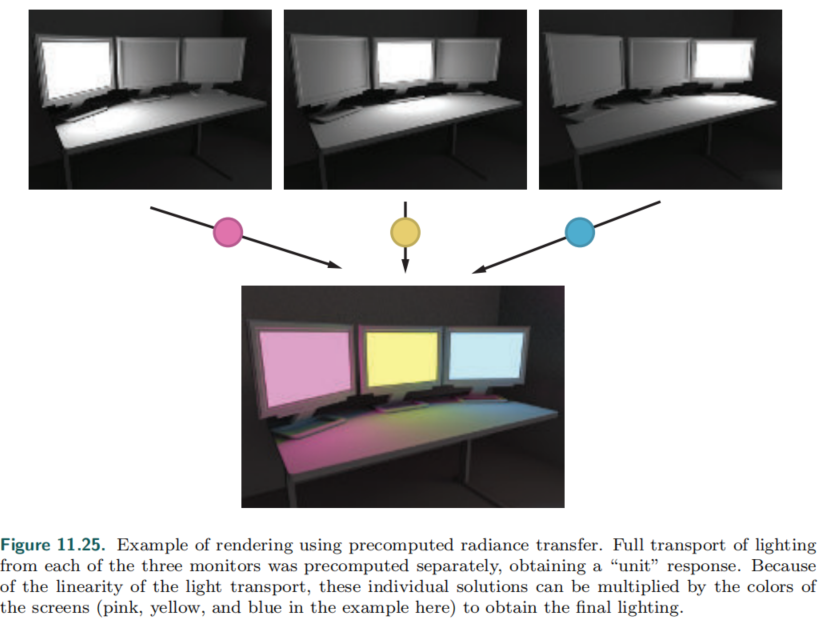 Figure 11.25. Example of rendering using precomputed radiance transfer. Full transport of lighting
from each of the three monitors was precomputed separately, obtaining a “unit” response. Because
of the linearity of the light transport, these individual solutions can be multiplied by the colors of
the screens (pink, yellow, and blue in the example here) to obtain the final lighting.